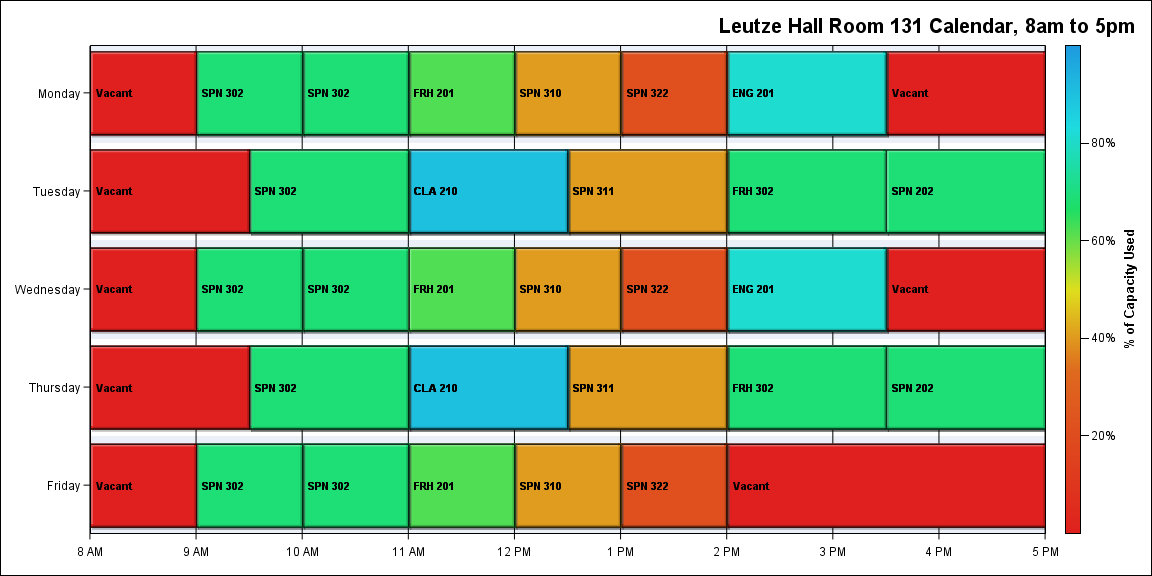 Leutze Hall Room 131 Calendar, 8am to 5pm
Monday
Vacant
SPN 302
SPN 302
FRH 201
SPN 310
SPN 322
ENG 201
Vacant
Tuesday
Vacant
SPN 302
CLA 210
SPN 311
FRH 302
SPN 202
Wednesday
Vacant
SPN 302
SPN 302
FRH 201
SPN 310
SPN 322
ENG 201
Vacant
Thursday
Vacant
SPN 302
CLA 210
SPN 311
FRH 302
SPN 202
Friday
Vacant
SPN 302
SPN 302
FRH 201
SPN 310
SPN 322
Vacant
8 AM
9 AM
10 AM
11 AM
12 PM
1 PM
2 PM
3 PM
4 PM
5 PM
80%
60%
40%
20%
% of Capacity Used